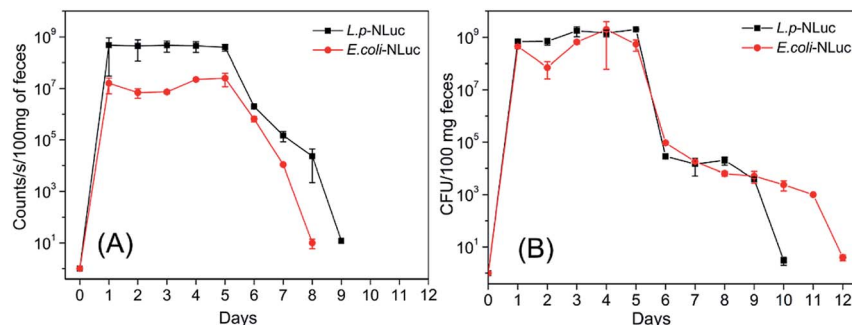 L.p-NLuc
E.coli-NLuc
10⁹
10⁷
10⁵
10³
10¹
Counts/s/100mg of feces
(A)
0 1 2 3 4 5 6 7 8 9 10 11 12
Days
L.p-NLuc
E.coli-NLuc
10⁹
10⁷
10⁵
10³
10¹
CFU/100 mg feces
(B)
0 1 2 3 4 5 6 7 8 9 10 11 12
Days